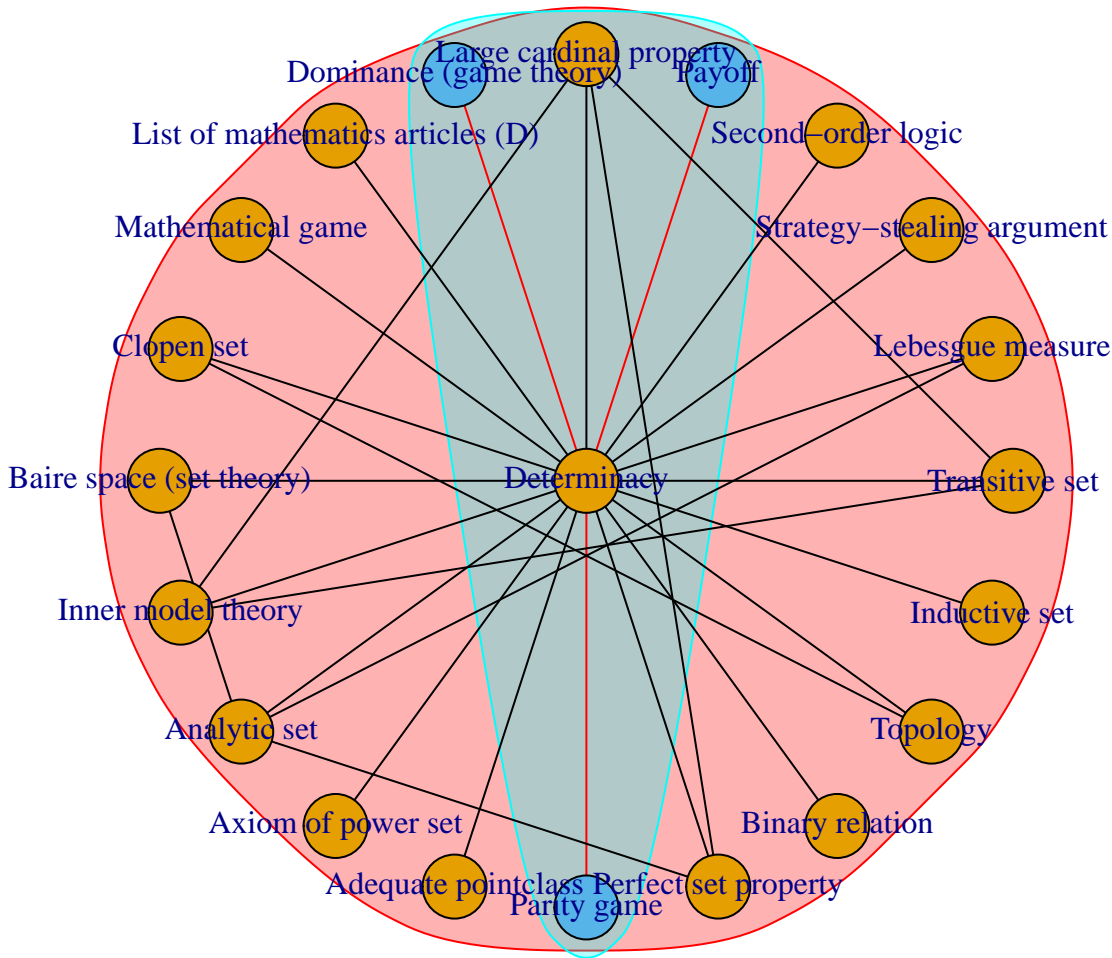 Large cardinal property
Dominance (game theory)
Payoff
List of mathematics articles (D)
Second−order logic
Mathematical game
Strategy−stealing argument
Clopen set
Lebesgue measure
Baire space (set theory)
Determinacy
Transitive set
Inner model theory
Inductive set
Analytic set
Topology
Axiom of power set
Binary relation
Adequate pointclass
Perfect set property
Parity game